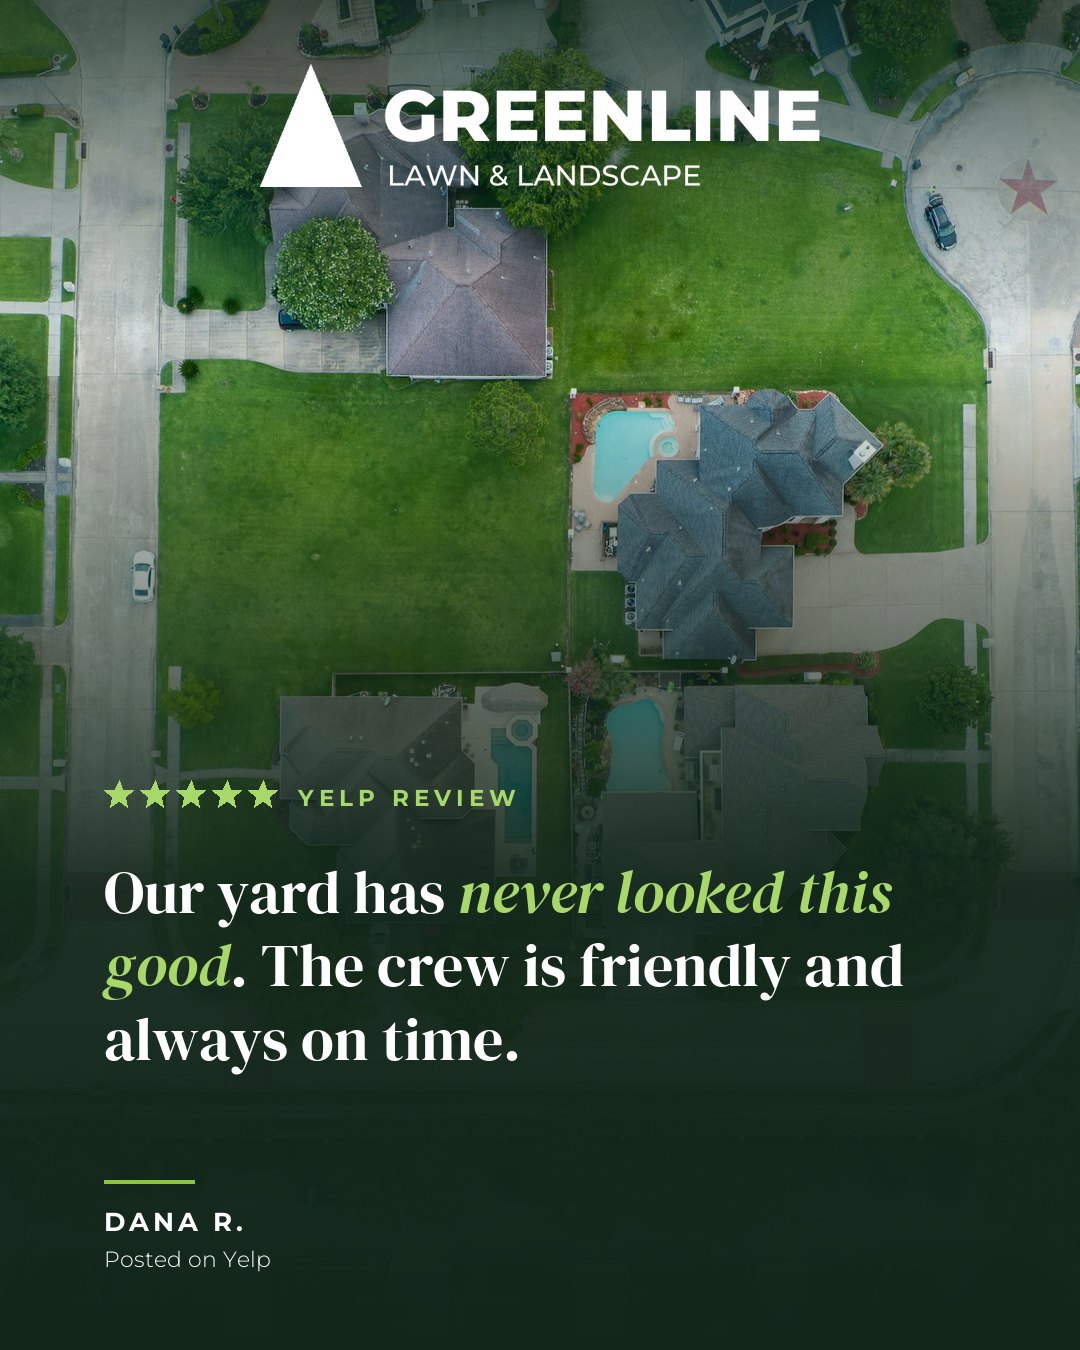 GREENLINE
LAWN & LANDSCAPE
★★★★★ YELP REVIEW
Our yard has never looked this
good. The crew is friendly and
always on time.
DANA R.
Posted on Yelp